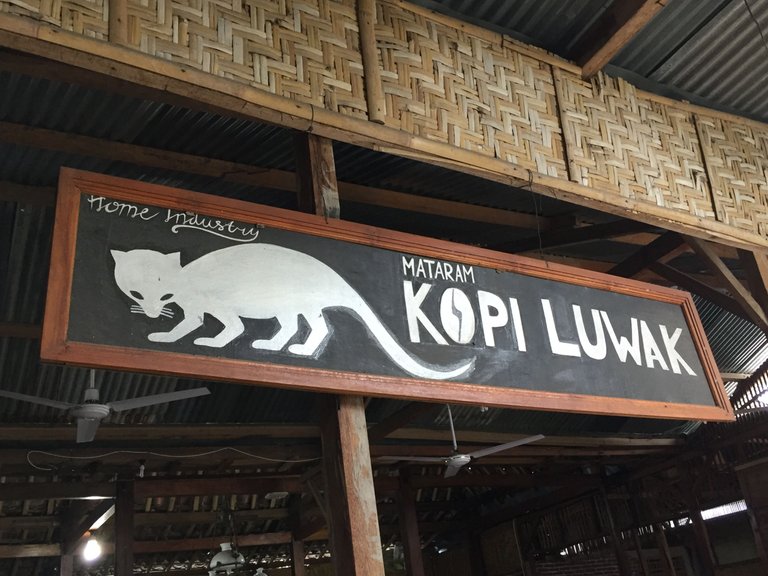 Home Industry
MATARAM
KOPI LUWAK